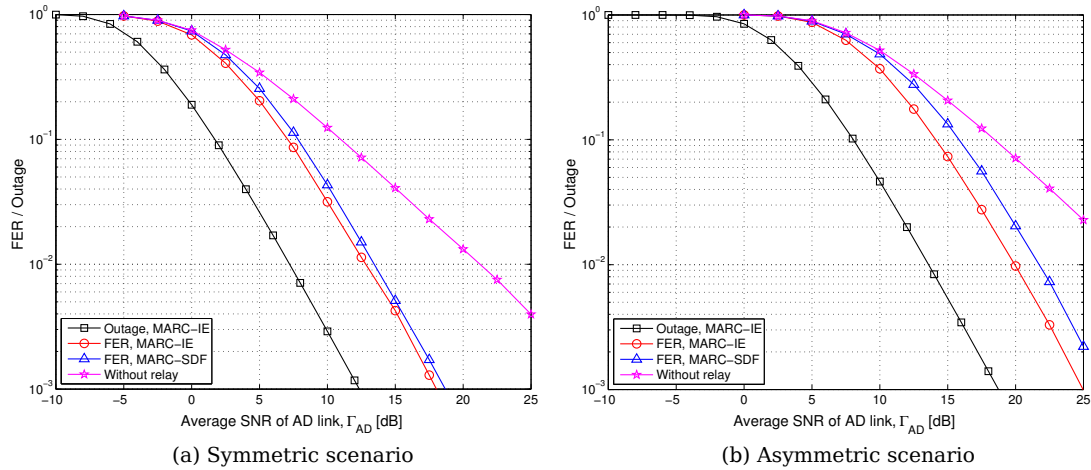 10^0
10^-1
10^-2
10^-3
FER / Outage
Outage, MARC-IE
FER, MARC-IE
FER, MARC-SDF
Without relay
-10 -5 0 5 10 15 20 25
Average SNR of AD link, Γ_AD [dB]
(a) Symmetric scenario
10^0
10^-1
10^-2
10^-3
FER / Outage
Outage, MARC-IE
FER, MARC-IE
FER, MARC-SDF
Without relay
-10 -5 0 5 10 15 20 25
Average SNR of AD link, Γ_AD [dB]
(b) Asymmetric scenario